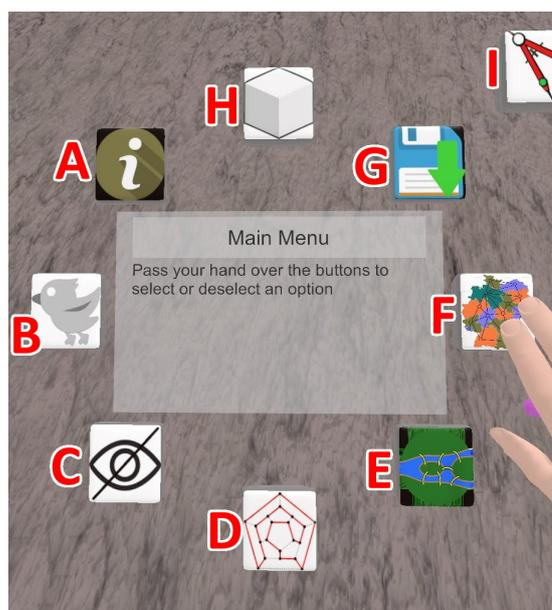 I
H
A
G
Main Menu
Pass your hand over the buttons to
select or deselect an option
B
F
C
E
D